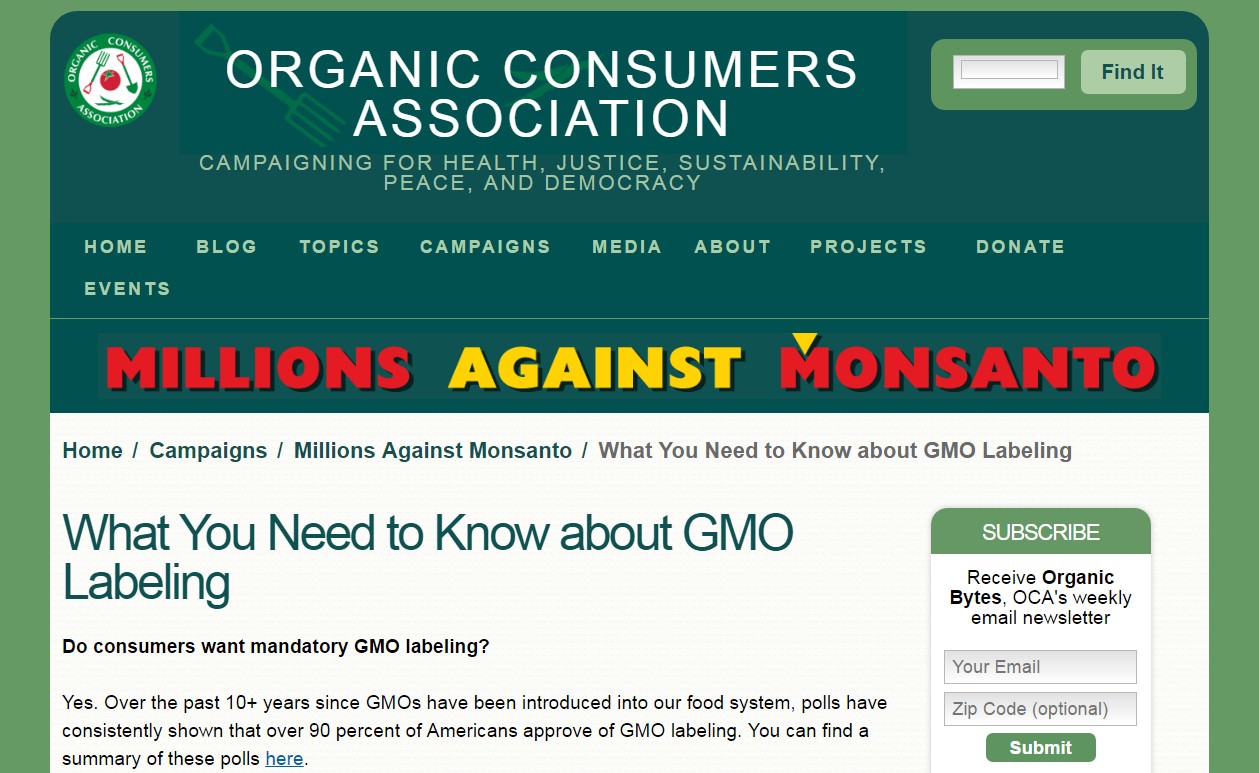 ORGANIC CONSUMERS
ASSOCIATION
ORGANIC CONSUMERS
ASSOCIATION
CAMPAIGNING FOR HEALTH, JUSTICE, SUSTAINABILITY,
PEACE, AND DEMOCRACY
Find It
HOME BLOG TOPICS CAMPAIGNS MEDIA ABOUT PROJECTS DONATE
EVENTS
MILLIONS AGAINST MONSANTO
Home / Campaigns / Millions Against Monsanto / What You Need to Know about GMO Labeling
What You Need to Know about GMO
Labeling
Do consumers want mandatory GMO labeling?
Yes. Over the past 10+ years since GMOs have been introduced into our food system, polls have
consistently shown that over 90 percent of Americans approve of GMO labeling. You can find a
summary of these polls here.
SUBSCRIBE
Receive Organic
Bytes, OCA's weekly
email newsletter
Your Email
Zip Code (optional)
Submit